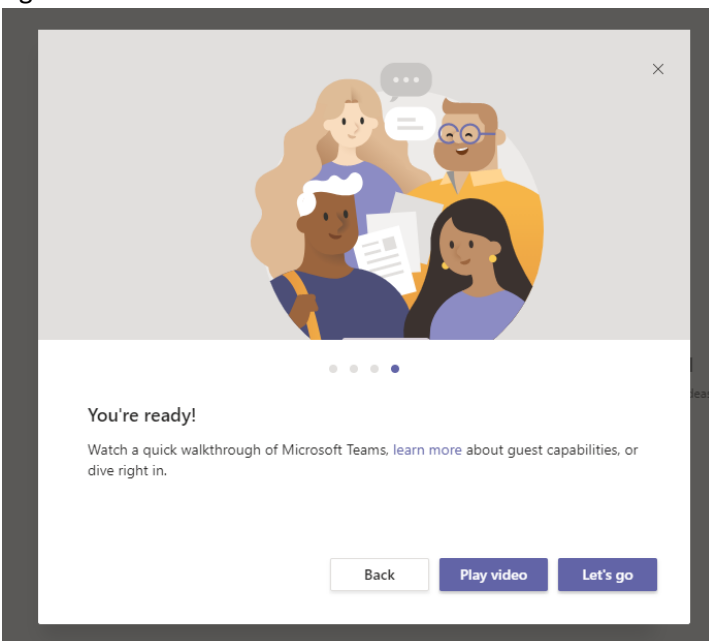 You're ready!
Watch a quick walkthrough of Microsoft Teams, learn more about guest capabilities, or
dive right in.
Back
Play video
Let's go